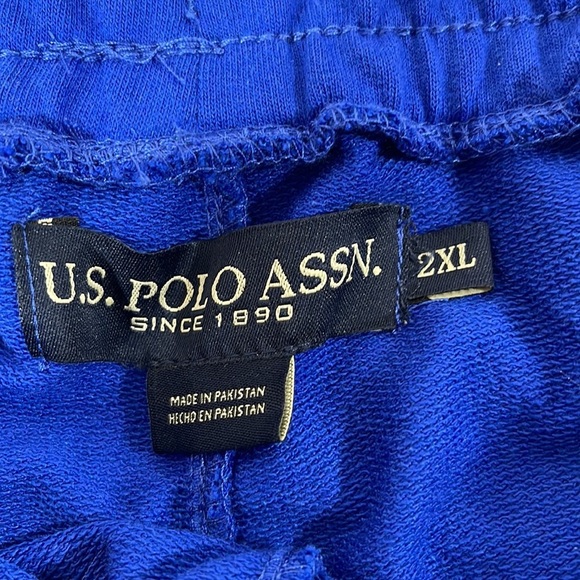 U.S. POLO ASSN.
SINCE 1890
2XL
MADE IN PAKISTAN
HECHO EN PAKISTAN